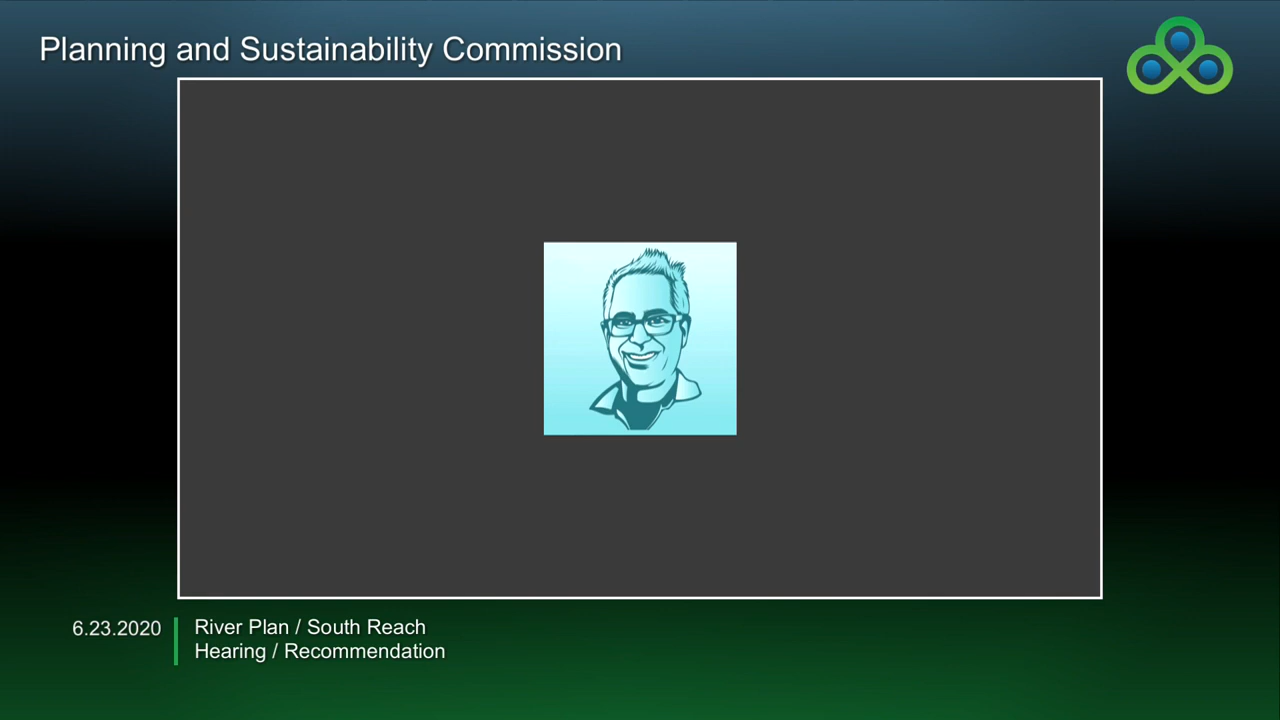 Planning and Sustainability Commission
6.23.2020
River Plan / South Reach
Hearing / Recommendation